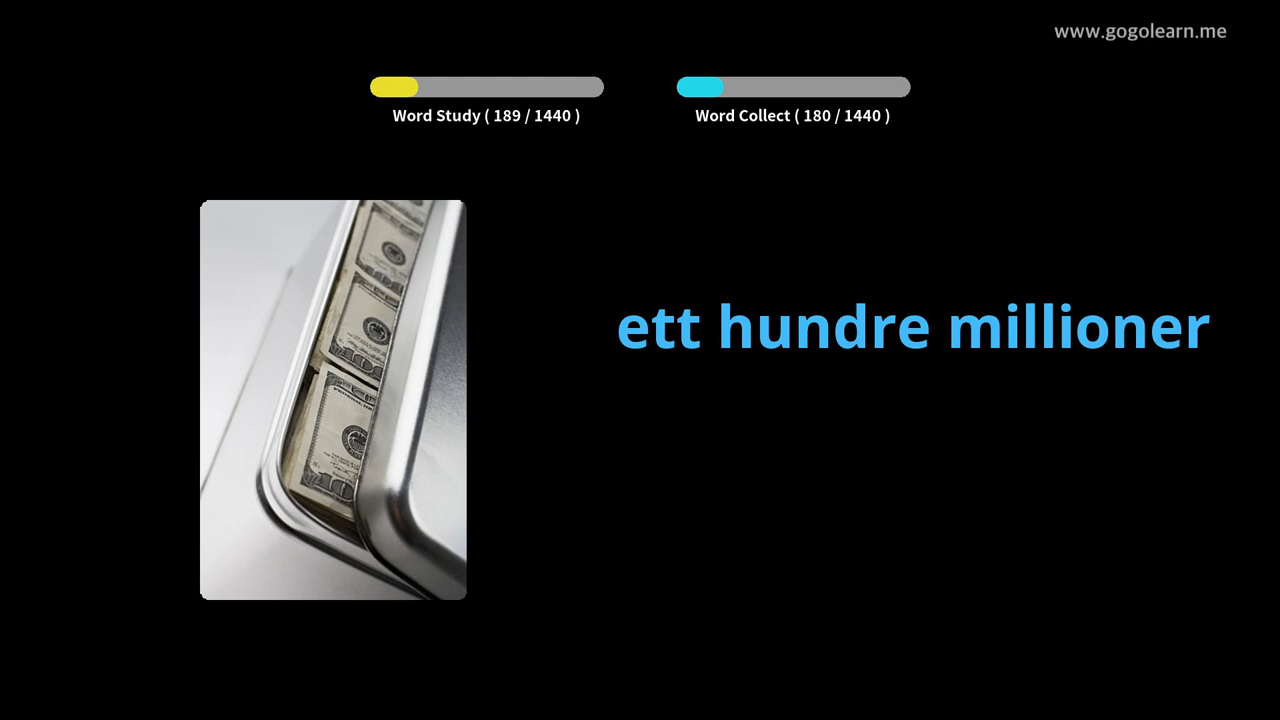 www.gogolearn.me
Word Study ( 189 / 1440 )
Word Collect ( 180 / 1440 )
ett hundre millioner